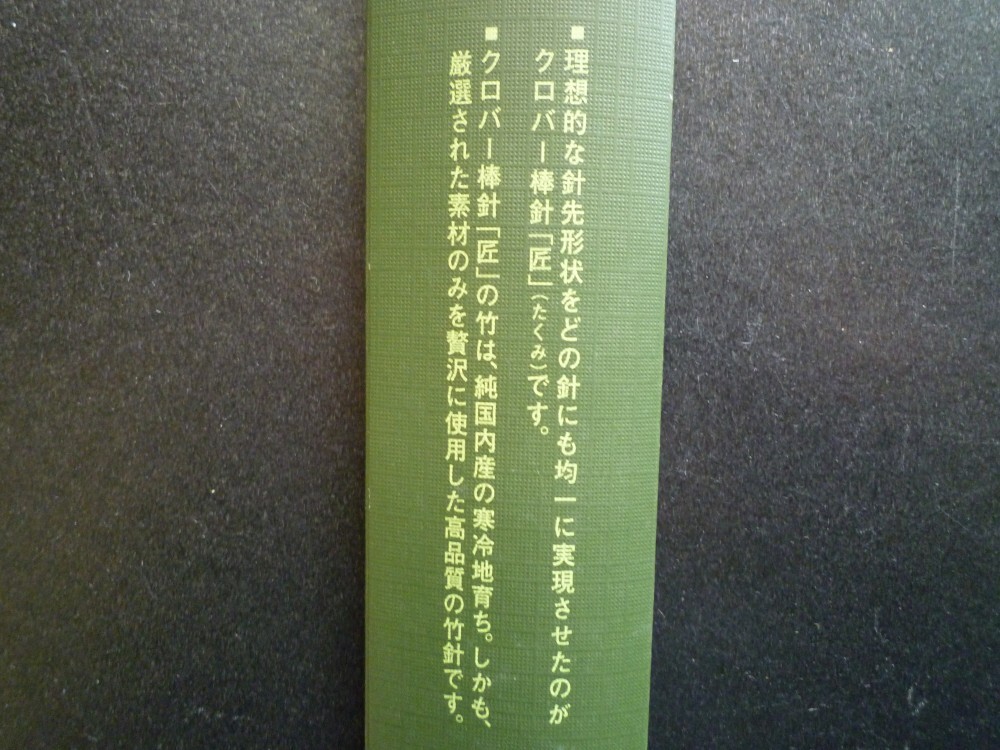 ■理想的な針先形状をどの針にも均一に実現させたのが
クロバー棒針「匠」(たくみ)です。
■クロバー棒針「匠」の竹は、純国内産の寒冷地育ち。しかも、
厳選された素材のみを贅沢に使用した高品質の竹針です。